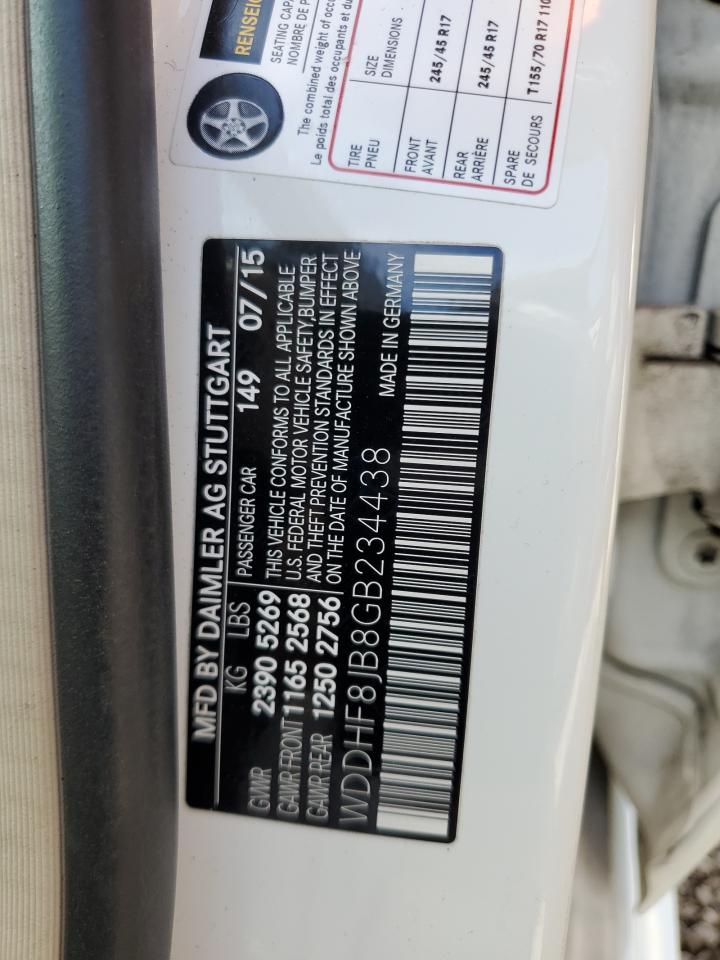 RENSEIG
SEATING CAPA
NOMBRE DE P
The combined weight of occ
Le poids total des occupants et du
TIRE
PNEU
SIZE
DIMENSIONS
FRONT
AVANT
245/45 R17
REAR
ARRIÈRE
245/45 R17
SPARE
DE SECOURS
T155/70 R17 110
MFD BY DAIMLER AG STUTTGART
KG LBS PASSENGER CAR 149 07/15
GVWR 2390 5269 THIS VEHICLE CONFORMS TO ALL APPLICABLE
GAWR FRONT 1165 2568 U.S. FEDERAL MOTOR VEHICLE SAFETY,BUMPER
GAWR REAR 1250 2756 AND THEFT PREVENTION STANDARDS IN EFFECT
ON THE DATE OF MANUFACTURE SHOWN ABOVE
WDDHF8JB8GB234438 MADE IN GERMANY